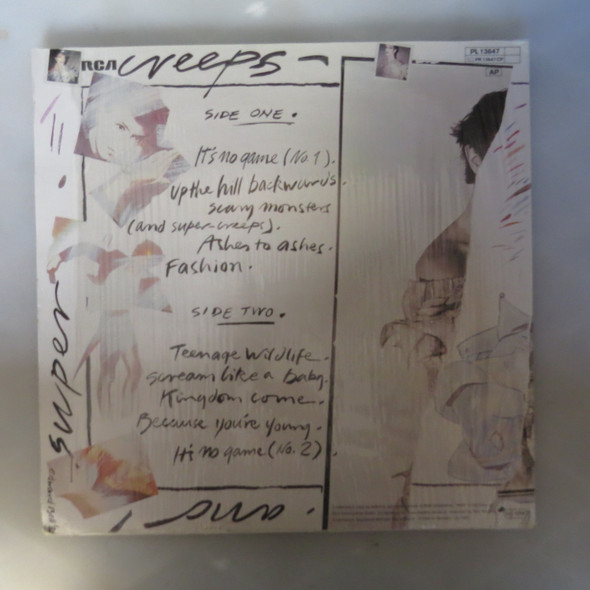 RCA creeps -
PL 13647
AP
SIDE ONE.
It's no game (No. 1).
up the hill backwards.
scary monsters
(and super-creeps).
Ashes to ashes.
Fashion.
SIDE TWO.
Teenage Wildlife.
scream like a baby.
Kingdom come.
Because you're young.
It's no game (No. 2).
super
and